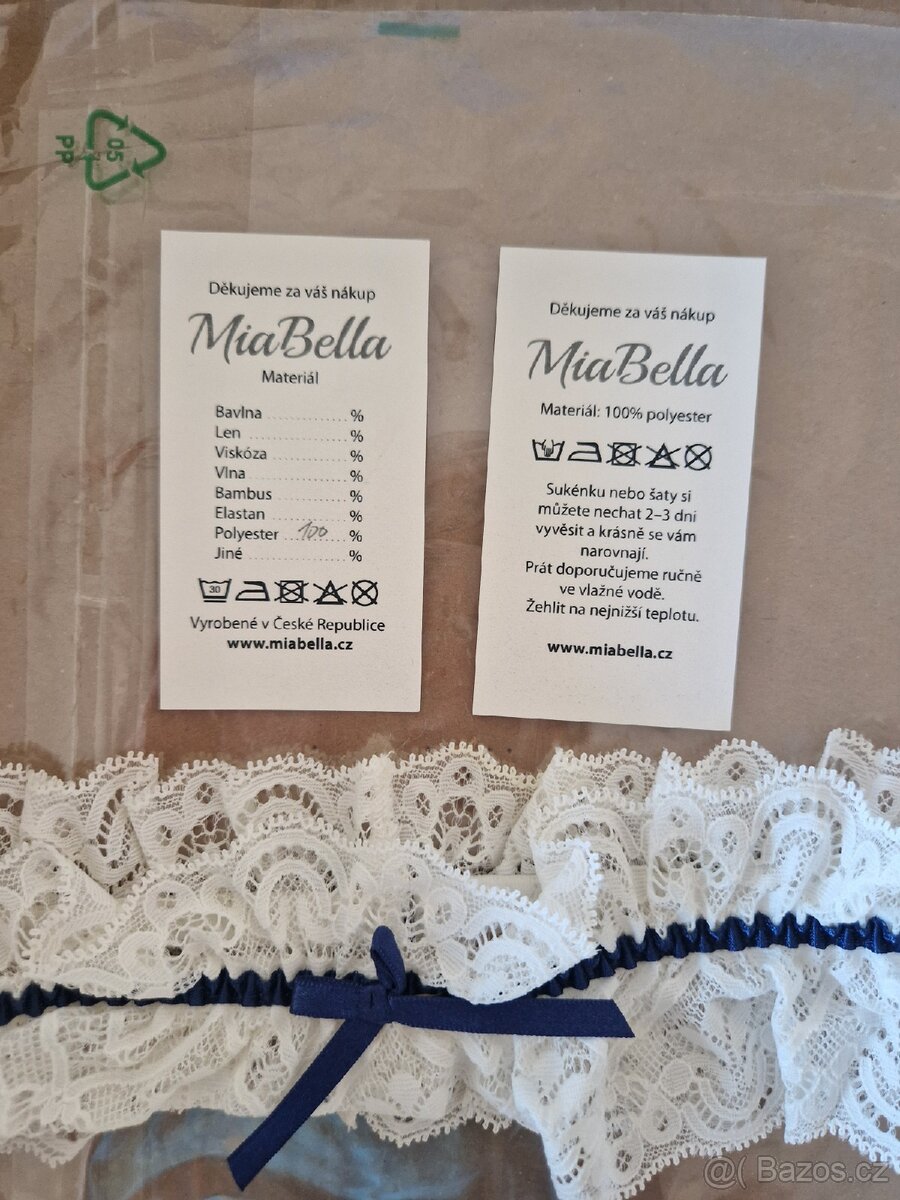 05
PP
Děkujeme za váš nákup
MiaBella
Materiál
Bavlna ........................ %
Len ........................ %
Viskóza ........................ %
Vlna ........................ %
Bambus ........................ %
Elastan ........................ %
Polyester 100 %
Jiné ........................ %
30
Vyrobené v České Republice
www.miabella.cz
Děkujeme za váš nákup
MiaBella
Materiál: 100% polyester
Sukénku nebo šaty si
můžete nechat 2–3 dni
vyvěsit a krásně se vám
narovnají.
Prát doporučujeme ručně
ve vlažné vodě.
Žehlit na nejnižší teplotu.
www.miabella.cz
@( Bazos.cz